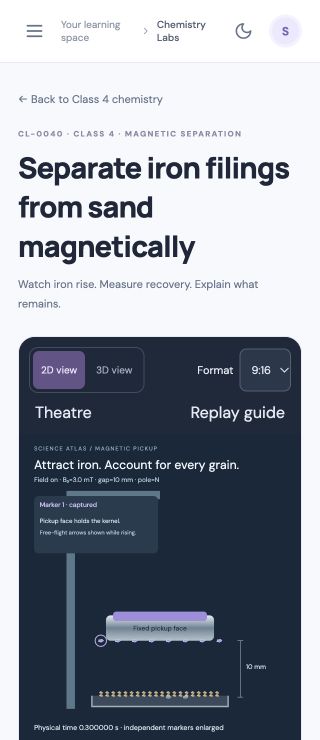 Your learning space
Chemistry Labs
S
← Back to Class 4 chemistry
CL-0040 · CLASS 4 · MAGNETIC SEPARATION
Separate iron filings
from sand
magnetically
Watch iron rise. Measure recovery. Explain what
remains.
2D view
3D view
Format
9:16
Theatre
Replay guide
SCIENCE ATLAS / MAGNETIC PICKUP
Attract iron. Account for every grain.
Field on · B₀=3.0 mT · gap=10 mm · pole=N
Marker 1 · captured
Pickup face holds the kernel.
Free-flight arrows shown while rising.
Fixed pickup face
10 mm
Physical time 0.300000 s · independent markers enlarged